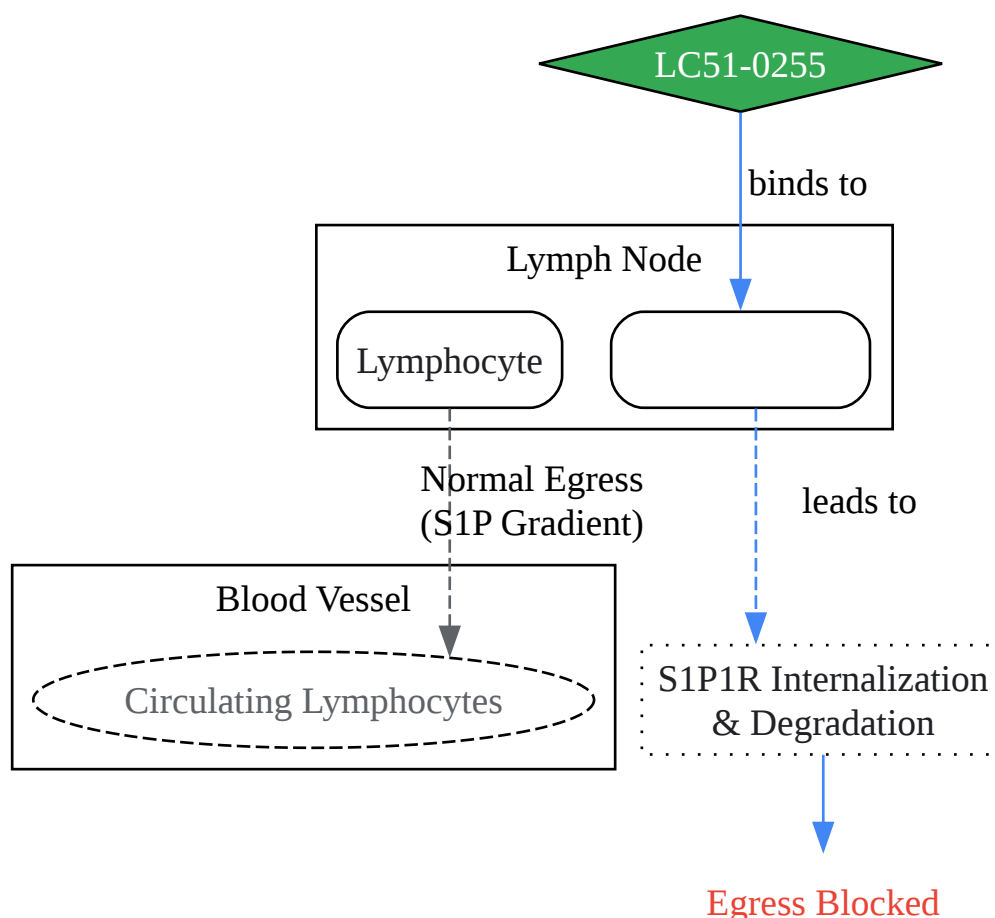 LC51-0255
binds to
Lymph Node
Lymphocyte
Normal Egress
(S1P Gradient)
leads to
Blood Vessel
Circulating Lymphocytes
S1P1R Internalization
& Degradation
Egress Blocked